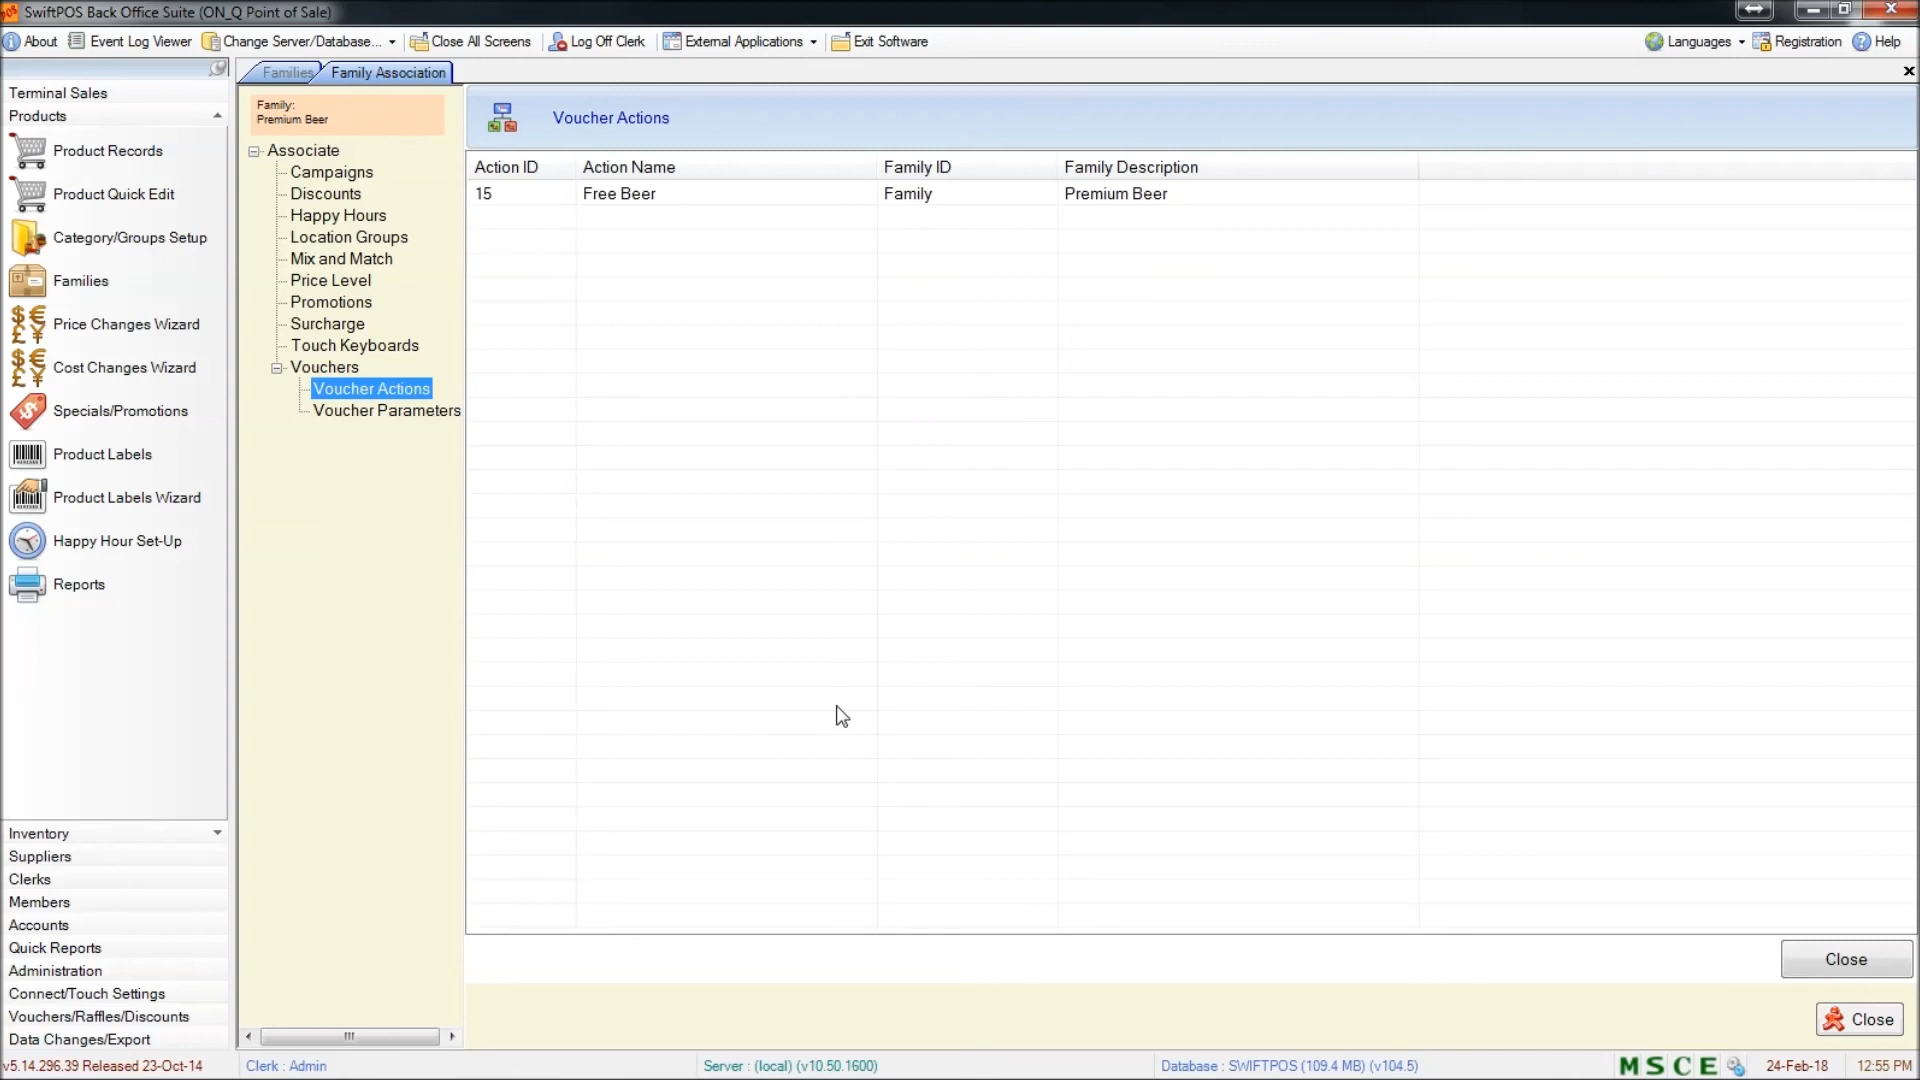 SwiftPOS Back Office Suite (ON_Q Point of Sale)
About Event Log Viewer Change Server/Database... Close All Screens Log Off Clerk External Applications Exit Software Languages Registration Help
Families Family Association
Terminal Sales
Products
Product Records
Product Quick Edit
Category/Groups Setup
Families
Price Changes Wizard
Cost Changes Wizard
Specials/Promotions
Product Labels
Product Labels Wizard
Happy Hour Set-Up
Reports
Inventory
Suppliers
Clerks
Members
Accounts
Quick Reports
Administration
Connect/Touch Settings
Vouchers/Raffles/Discounts
Data Changes/Export
Family:
Premium Beer
Associate
Campaigns
Discounts
Happy Hours
Location Groups
Mix and Match
Price Level
Promotions
Surcharge
Touch Keyboards
Vouchers
Voucher Actions
Voucher Parameters
Voucher Actions
Action ID Action Name Family ID Family Description
15 Free Beer Family Premium Beer
Close
Close
v5.14.296.39 Released 23-Oct-14 Clerk : Admin Server : (local) (v10.50.1600) Database : SWIFTPOS (109.4 MB) (v104.5) M S C E 24-Feb-18 12:55 PM